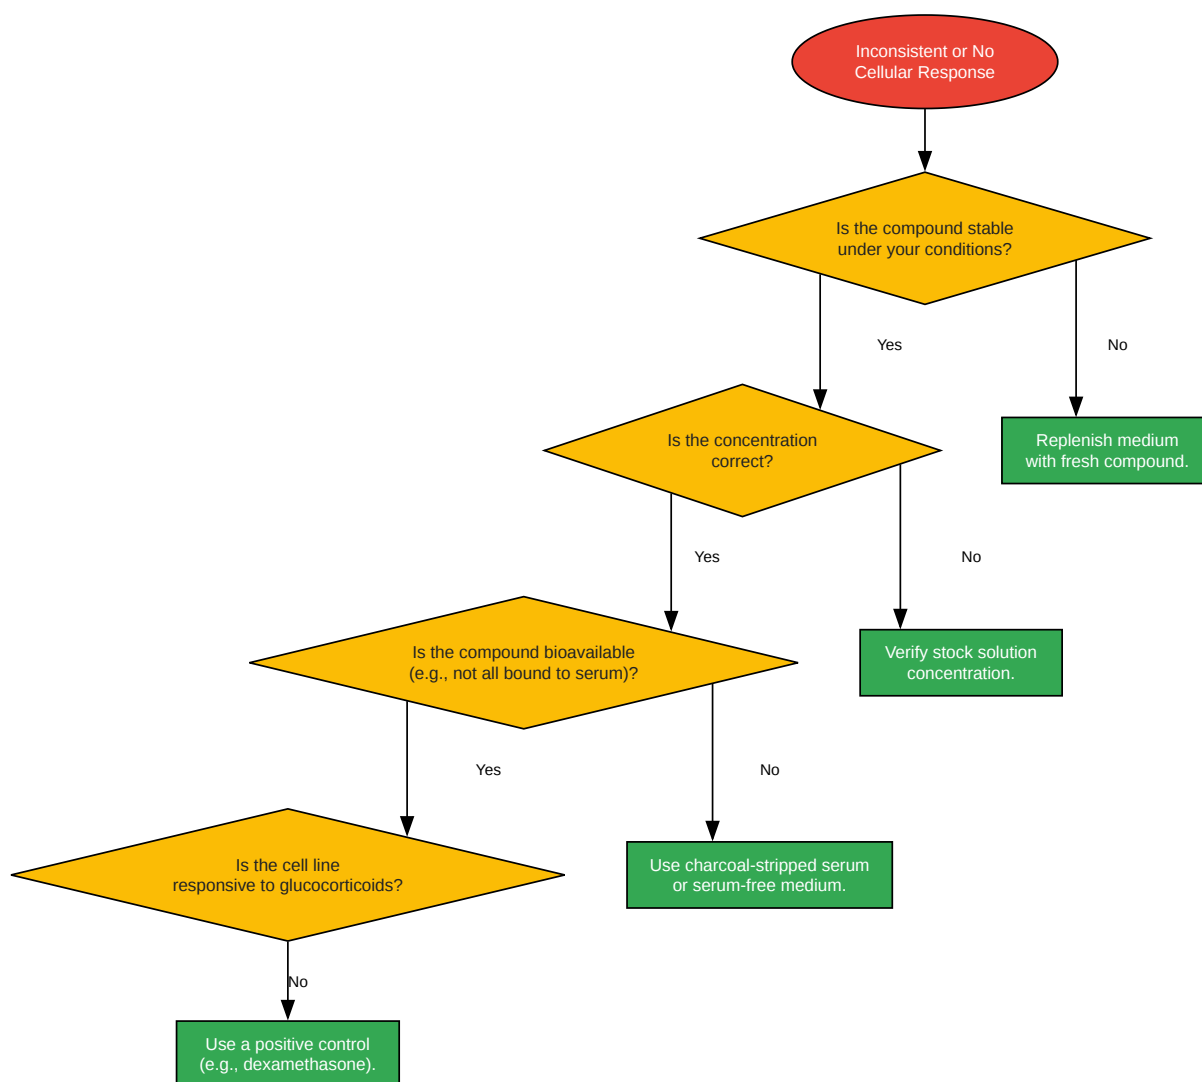 Inconsistent or No
Cellular Response
Is the compound stable
under your conditions?
Yes
No
Is the concentration
correct?
Replenish medium
with fresh compound.
Yes
No
Is the compound bioavailable
(e.g., not all bound to serum)?
Verify stock solution
concentration.
Yes
No
Is the cell line
responsive to glucocorticoids?
Use charcoal-stripped serum
or serum-free medium.
No
Use a positive control
(e.g., dexamethasone).